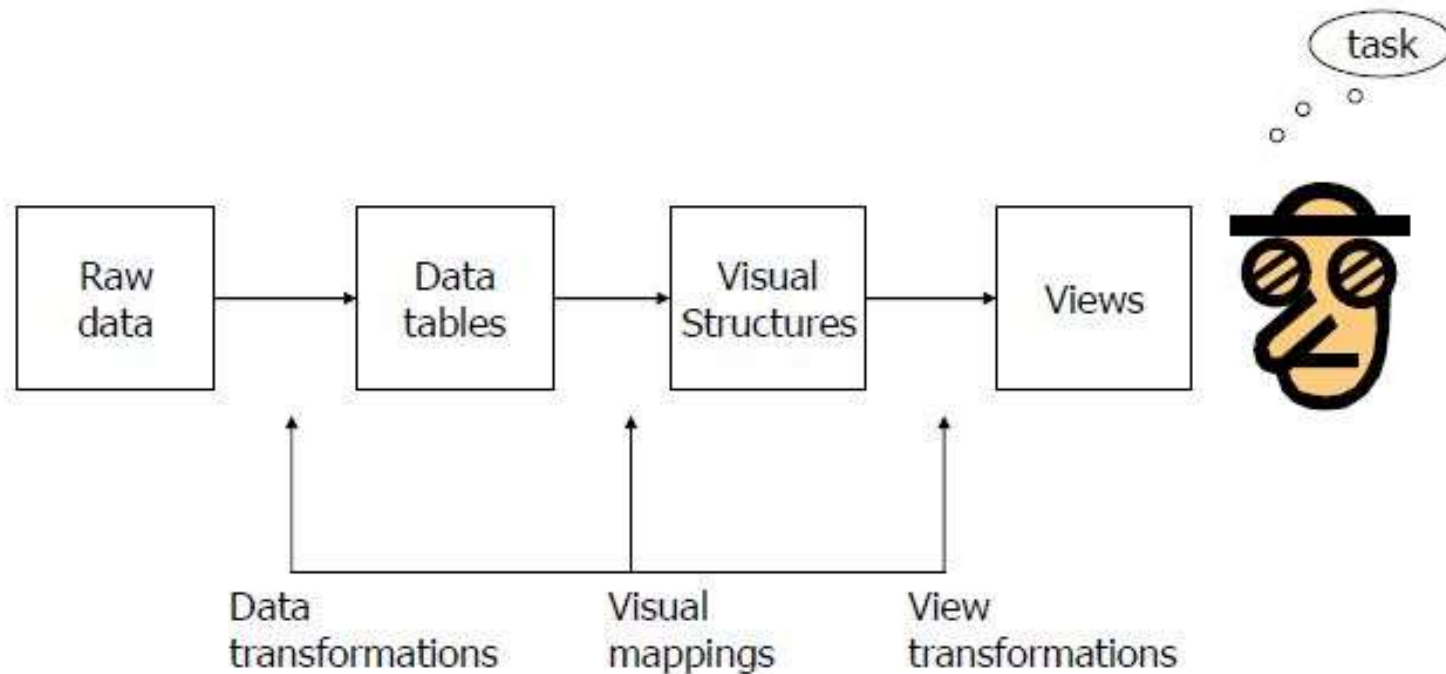 task
Raw
data
Data
tables
Visual
Structures
Views
Data
transformations
Visual
mappings
View
transformations